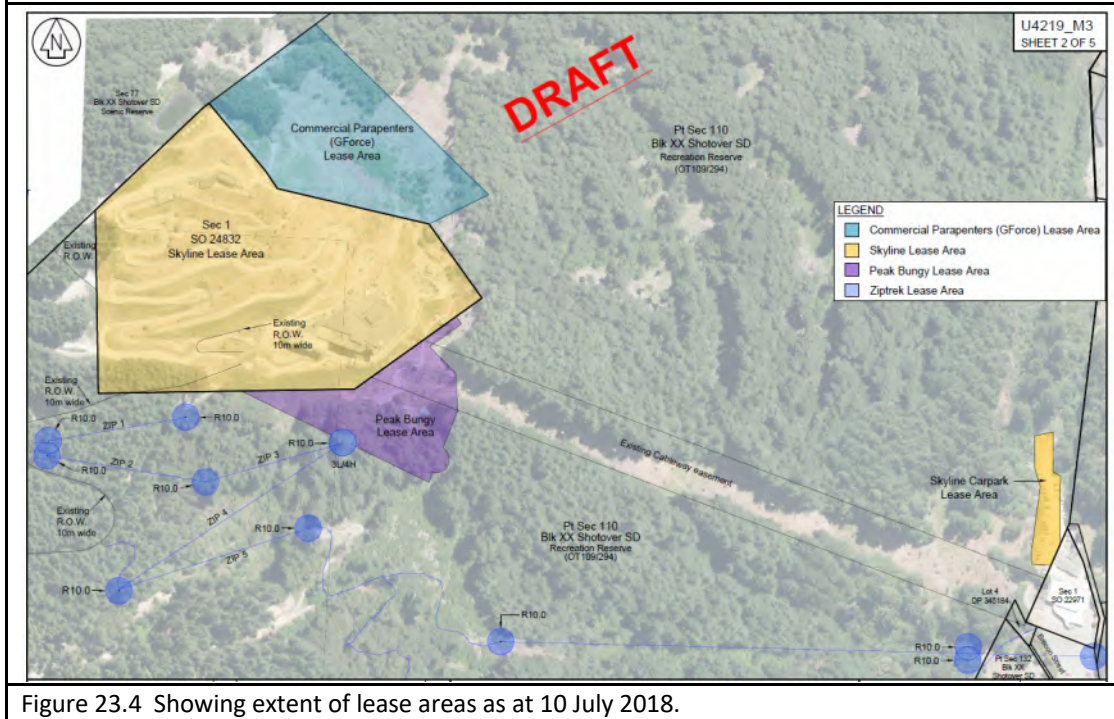 N
U4219_M3
SHEET 2 OF 5
DRAFT
Sec 77
Blk XX Shotover SD
Scenic Reserve
Commercial Parapenters
(GForce)
Lease Area
Pt Sec 110
Blk XX Shotover SD
Recreation Reserve
(OT109/294)
LEGEND
Commercial Parapenters (GForce) Lease Area
Skyline Lease Area
Peak Bungy Lease Area
Ziptrek Lease Area
Sec 1
SO 24832
Skyline Lease Area
Existing
R.O.W.
Existing
R.O.W.
10m wide
Existing
R.O.W.
10m wide
R10.0
ZIP 1
R10.0
Peak Bungy
Lease Area
R10.0
ZIP 2
ZIP 3
R10.0
3L/4H
R10.0
Existing Cableway easement
Skyline Carpark
Lease Area
Existing
R.O.W.
10m wide
ZIP 4
R10.0
Pt Sec 110
Blk XX Shotover SD
Recreation Reserve
(OT109/294)
ZIP 5
R10.0
Lot 4
DP 345184
Sec 1
SO 22971
R10.0
R10.0
R10.0
Brecon Street
Pt Sec 132
Blk XX
Shotover SD
Figure 23.4 Showing extent of lease areas as at 10 July 2018.